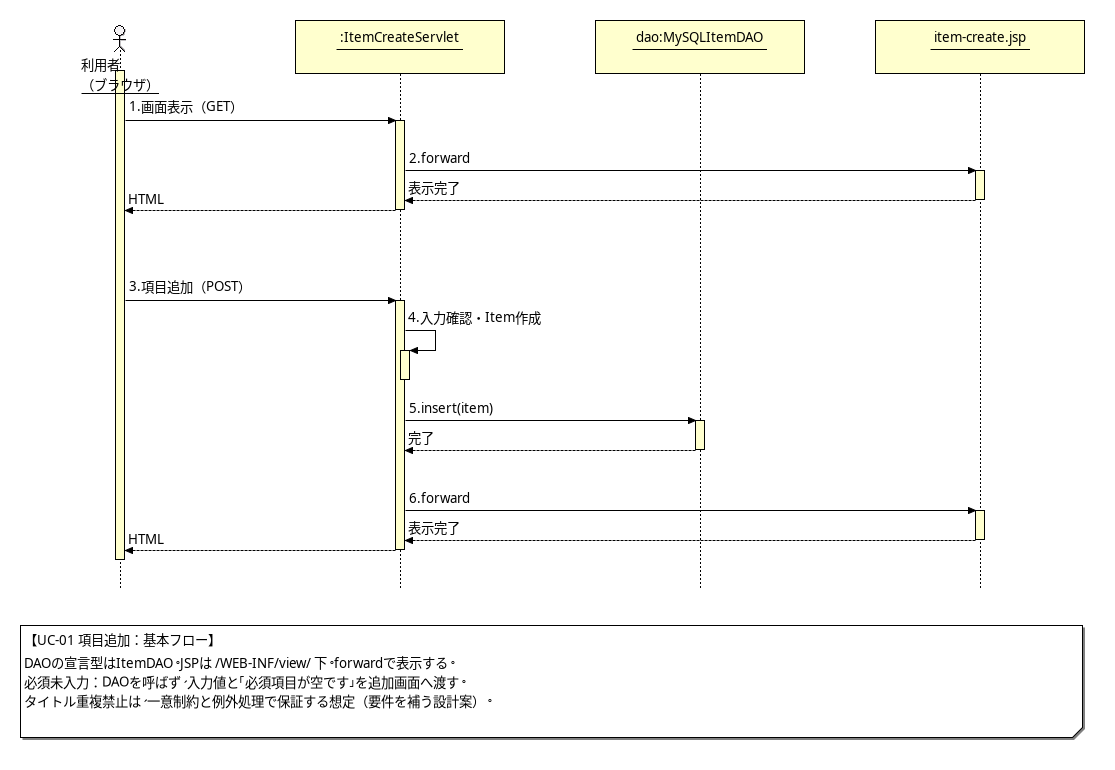 :ItemCreateServlet
dao:MySQLItemDAO
item-create.jsp
利用者
（ブラウザ）
1.画面表示（GET）
2.forward
表示完了
HTML
3.項目追加（POST）
4.入力確認・Item作成
5.insert(item)
完了
6.forward
表示完了
HTML
【UC-01 項目追加：基本フロー】
DAOの宣言型はItemDAO。JSPは /WEB-INF/view/ 下。forwardで表示する。
必須未入力：DAOを呼ばず、入力値と「必須項目が空です」を追加画面へ渡す。
タイトル重複禁止は、一意制約と例外処理で保証する想定（要件を補う設計案）。